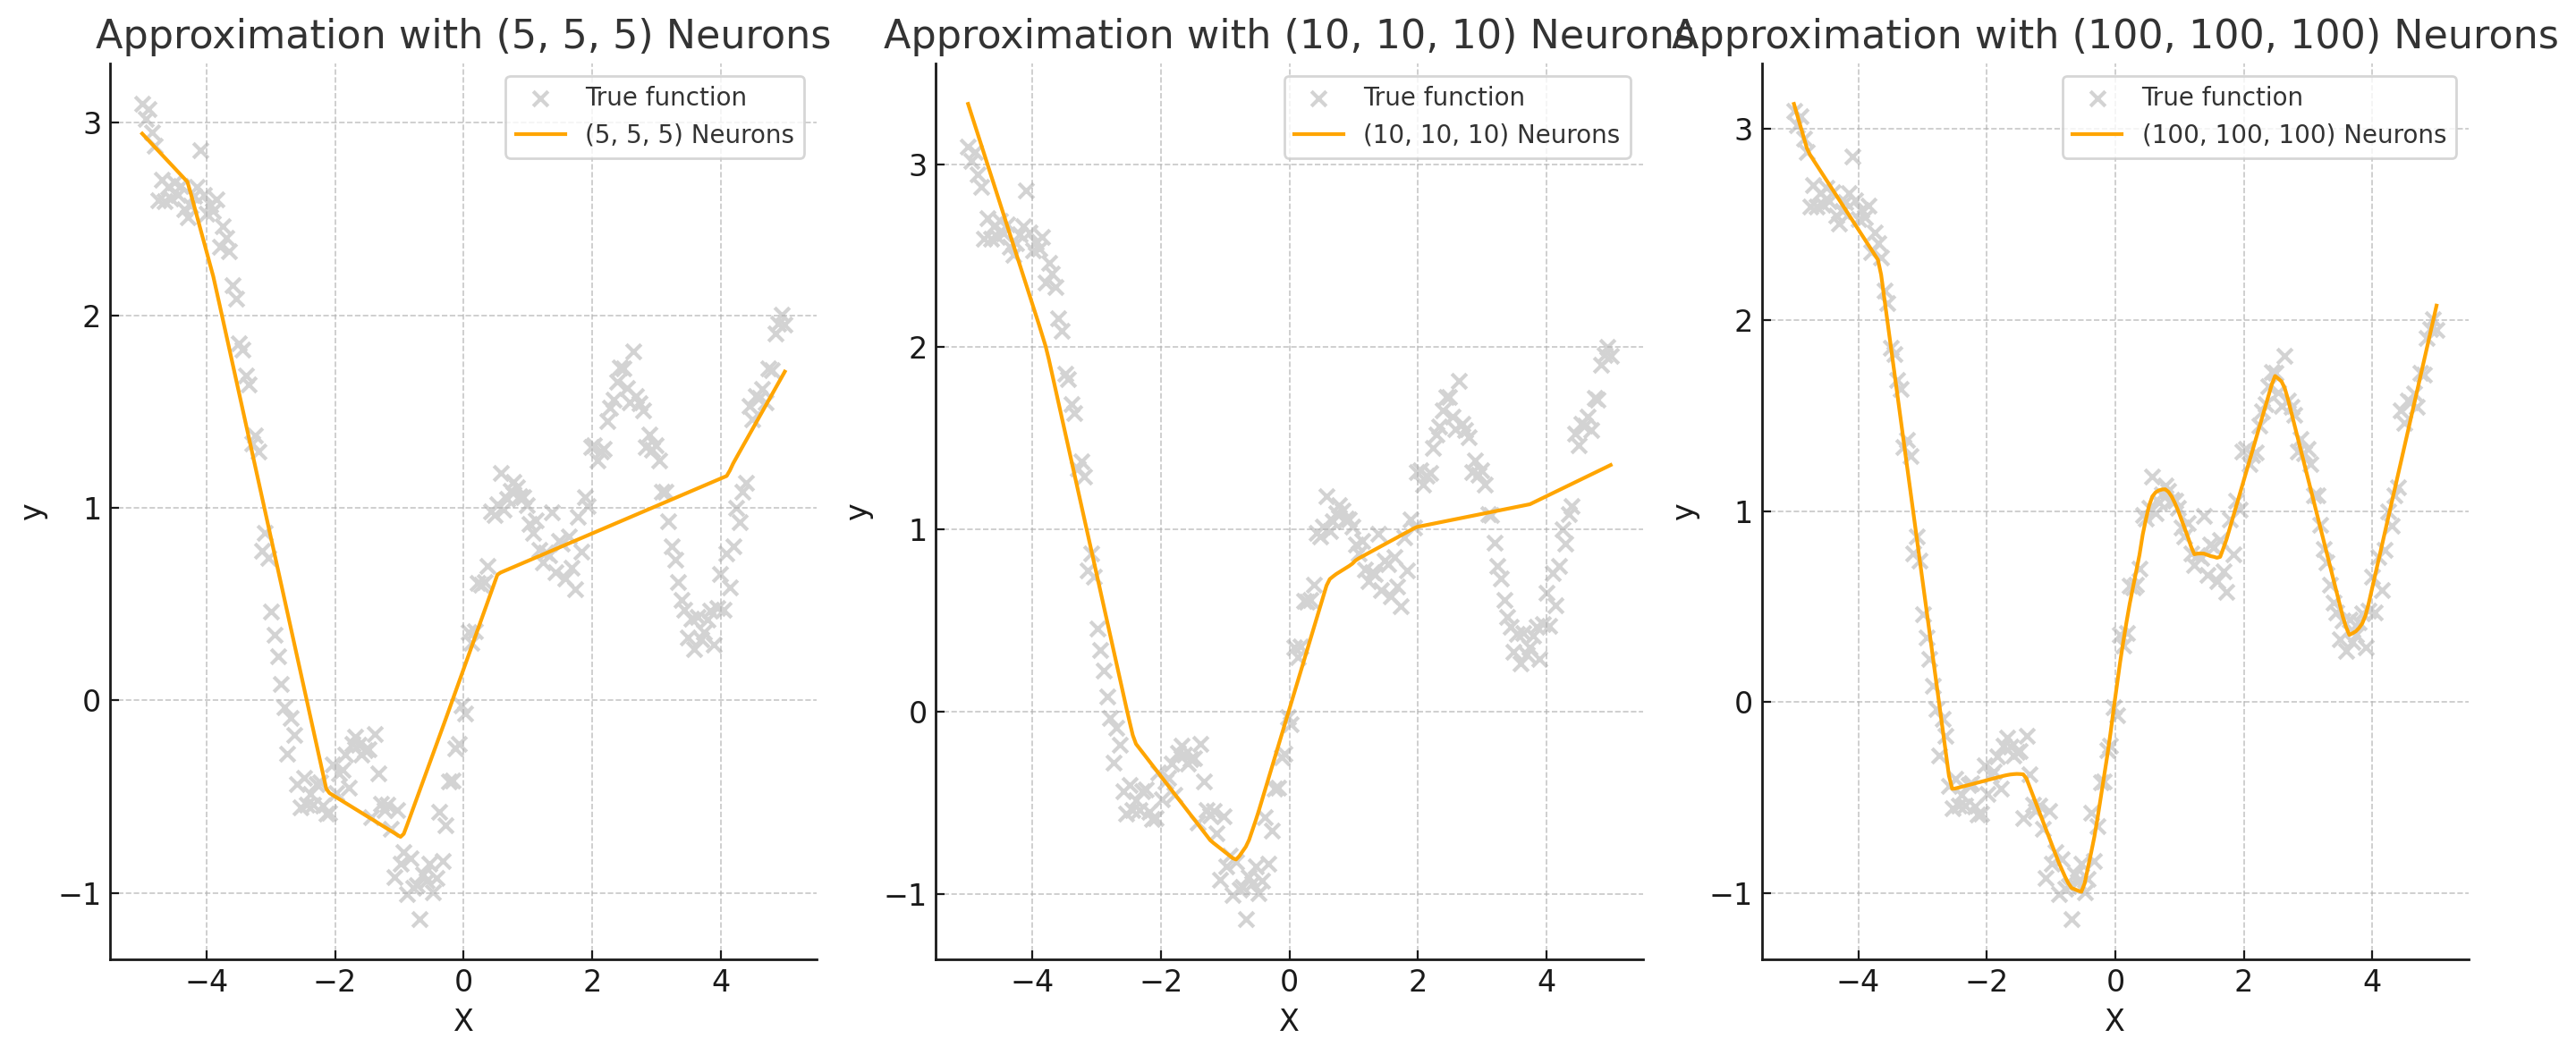 Approximation with (5, 5, 5) Neurons
True function
(5, 5, 5) Neurons
3
2
1
0
−1
y
−4
−2
0
2
4
X
Approximation with (10, 10, 10) Neurons
True function
(10, 10, 10) Neurons
3
2
1
0
−1
y
−4
−2
0
2
4
X
Approximation with (100, 100, 100) Neurons
True function
(100, 100, 100) Neurons
3
2
1
0
−1
y
−4
−2
0
2
4
X